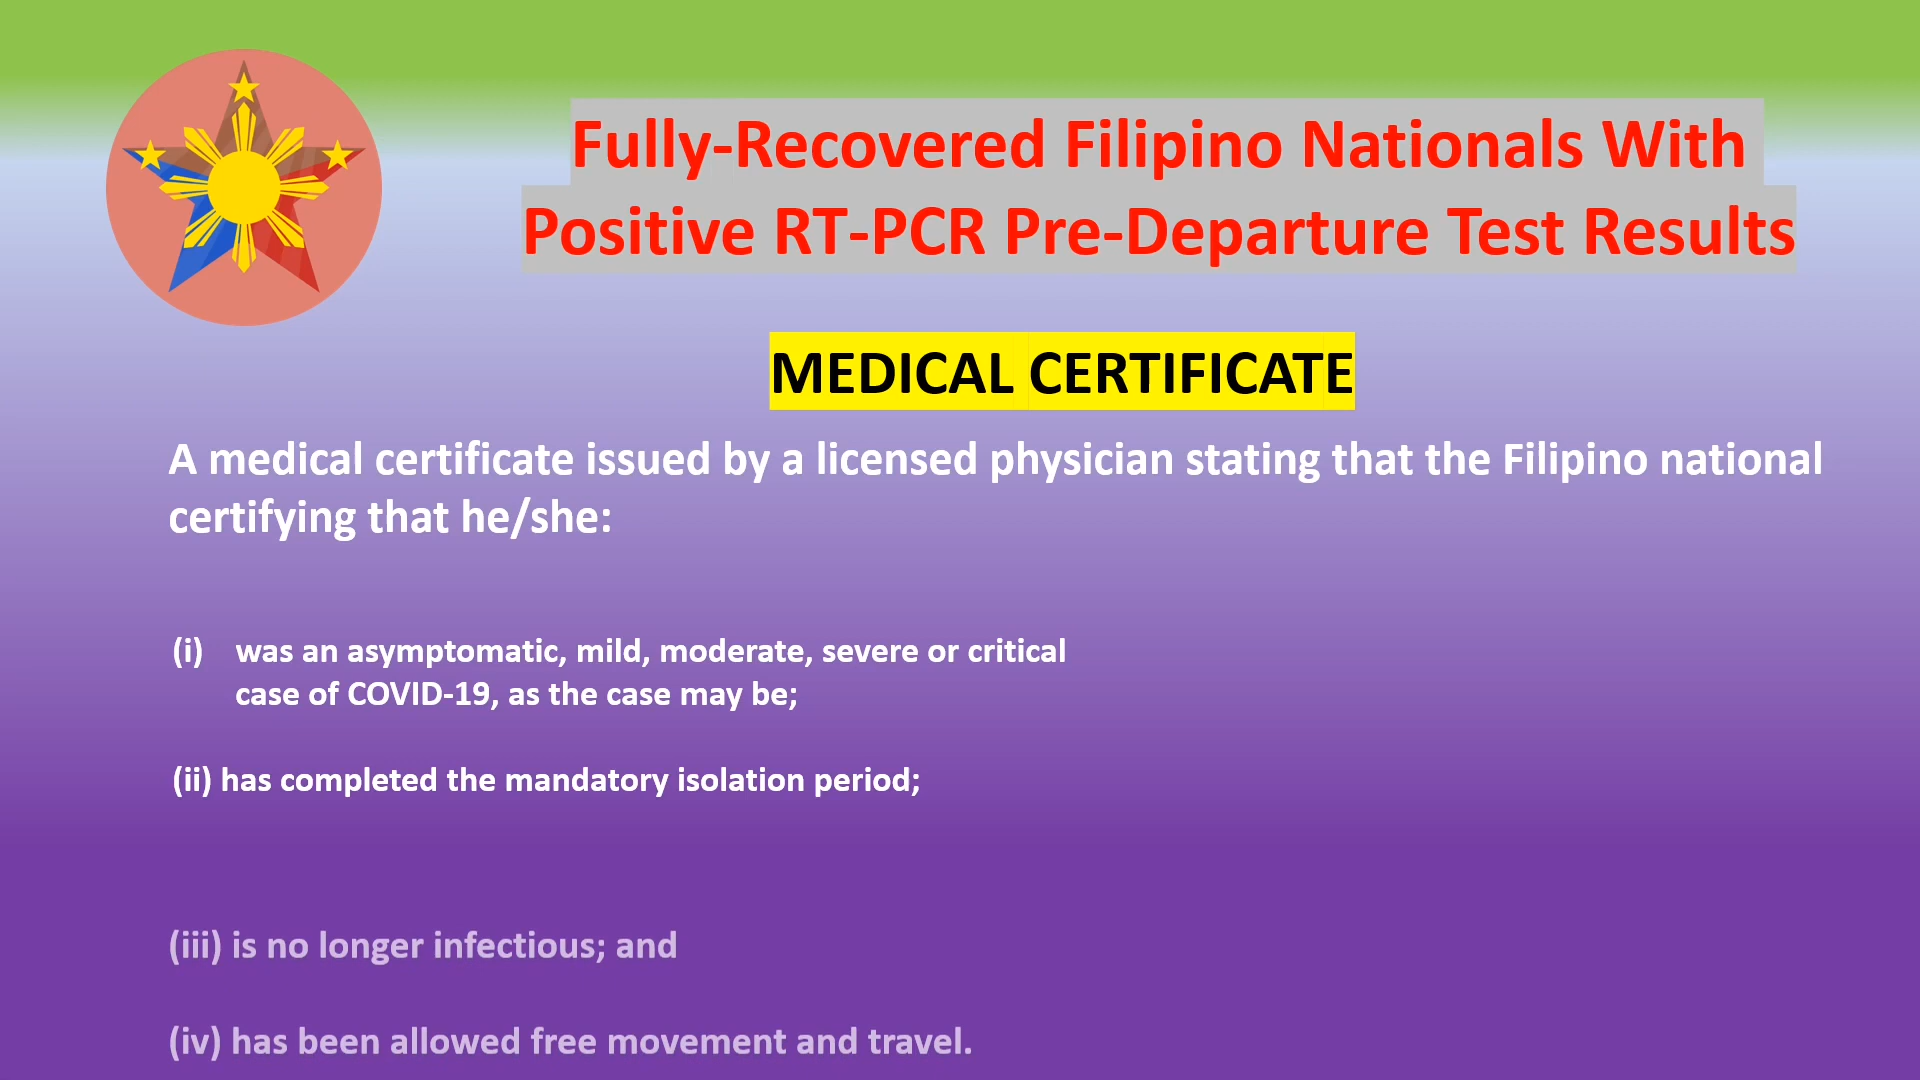 Fully-Recovered Filipino Nationals With
Positive RT-PCR Pre-Departure Test Results
MEDICAL CERTIFICATE
A medical certificate issued by a licensed physician stating that the Filipino national
certifying that he/she:
(i) was an asymptomatic, mild, moderate, severe or critical
case of COVID-19, as the case may be;
(ii) has completed the mandatory isolation period;
(iii) is no longer infectious; and
(iv) has been allowed free movement and travel.